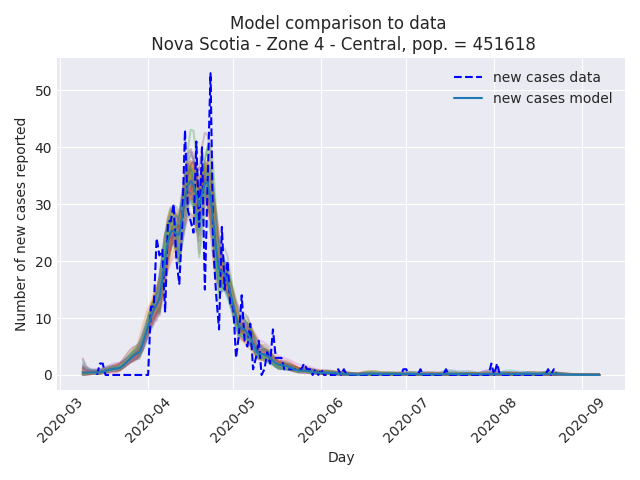 Model comparison to data
Nova Scotia - Zone 4 - Central, pop. = 451618
new cases data
new cases model
Number of new cases reported
50
40
30
20
10
0
2020-03
2020-04
2020-05
2020-06
2020-07
2020-08
2020-09
Day